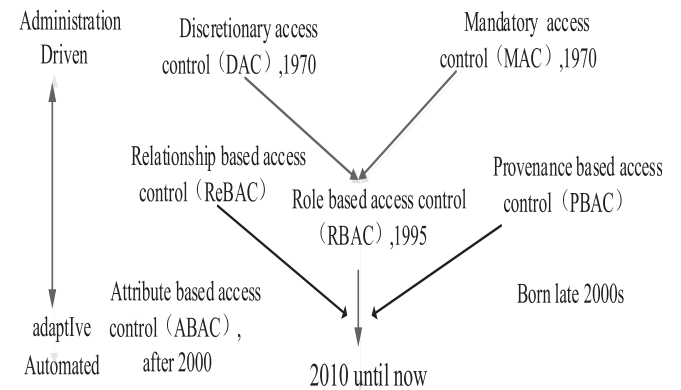 Administration
Driven
Discretionary access
control（DAC）,1970
Mandatory access
control（MAC）,1970
Relationship based access
control（ReBAC）
Role based access control
（RBAC）,1995
Provenance based access
control（PBAC）
Born late 2000s
Attribute based access
control（ABAC）,
after 2000
adaptIve
Automated
2010 until now